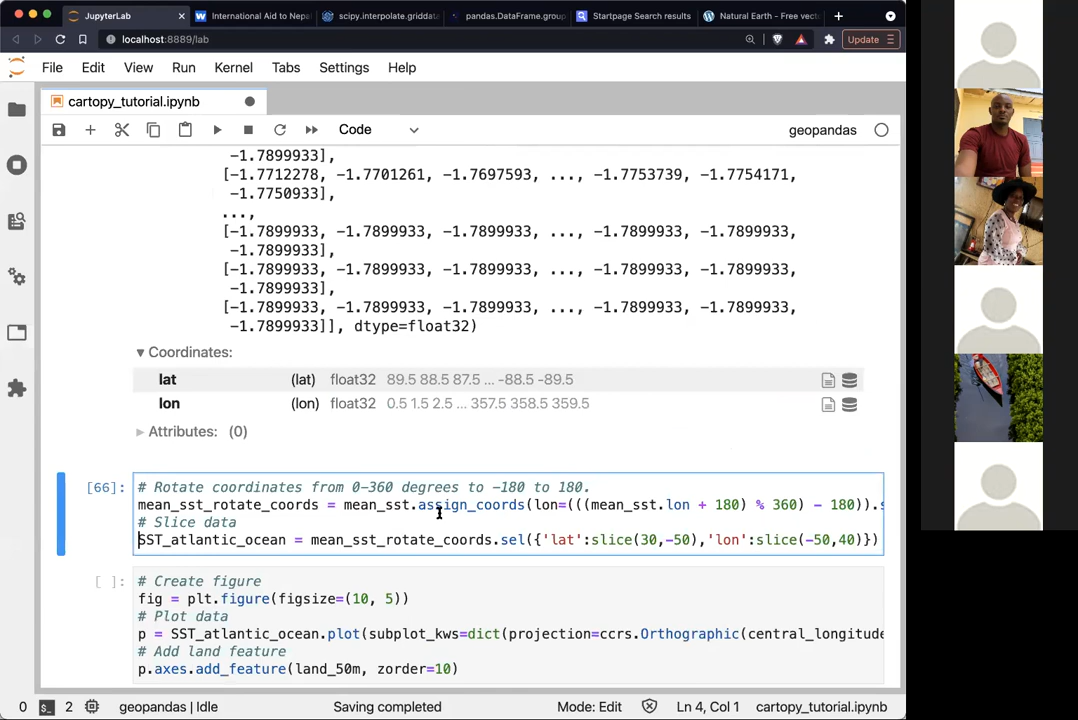 JupyterLab
International Aid to Nepal
scipy.interpolate.griddata
pandas.DataFrame.group
Startpage Search results
Natural Earth - Free vect
localhost:8889/lab
Update
File Edit View Run Kernel Tabs Settings Help
cartopy_tutorial.ipynb
Code
geopandas
-1.7899933],
[-1.7712278, -1.7701261, -1.7697593, ..., -1.7753739, -1.7754171,
-1.7750933],
...,
[-1.7899933, -1.7899933, -1.7899933, ..., -1.7899933, -1.7899933,
-1.7899933],
[-1.7899933, -1.7899933, -1.7899933, ..., -1.7899933, -1.7899933,
-1.7899933],
[-1.7899933, -1.7899933, -1.7899933, ..., -1.7899933, -1.7899933,
-1.7899933]], dtype=float32)
Coordinates:
lat (lat) float32 89.5 88.5 87.5 ... -88.5 -89.5
lon (lon) float32 0.5 1.5 2.5 ... 357.5 358.5 359.5
Attributes: (0)
[66]: # Rotate coordinates from 0-360 degrees to -180 to 180.
mean_sst_rotate_coords = mean_sst.assign_coords(lon=(((mean_sst.lon + 180) % 360) - 180)).s
# Slice data
SST_atlantic_ocean = mean_sst_rotate_coords.sel({'lat':slice(30,-50),'lon':slice(-50,40)})
[ ]: # Create figure
fig = plt.figure(figsize=(10, 5))
# Plot data
p = SST_atlantic_ocean.plot(subplot_kws=dict(projection=ccrs.Orthographic(central_longitude
# Add land feature
p.axes.add_feature(land_50m, zorder=10)
0 2 geopandas | Idle Saving completed Mode: Edit Ln 4, Col 1 cartopy_tutorial.ipynb